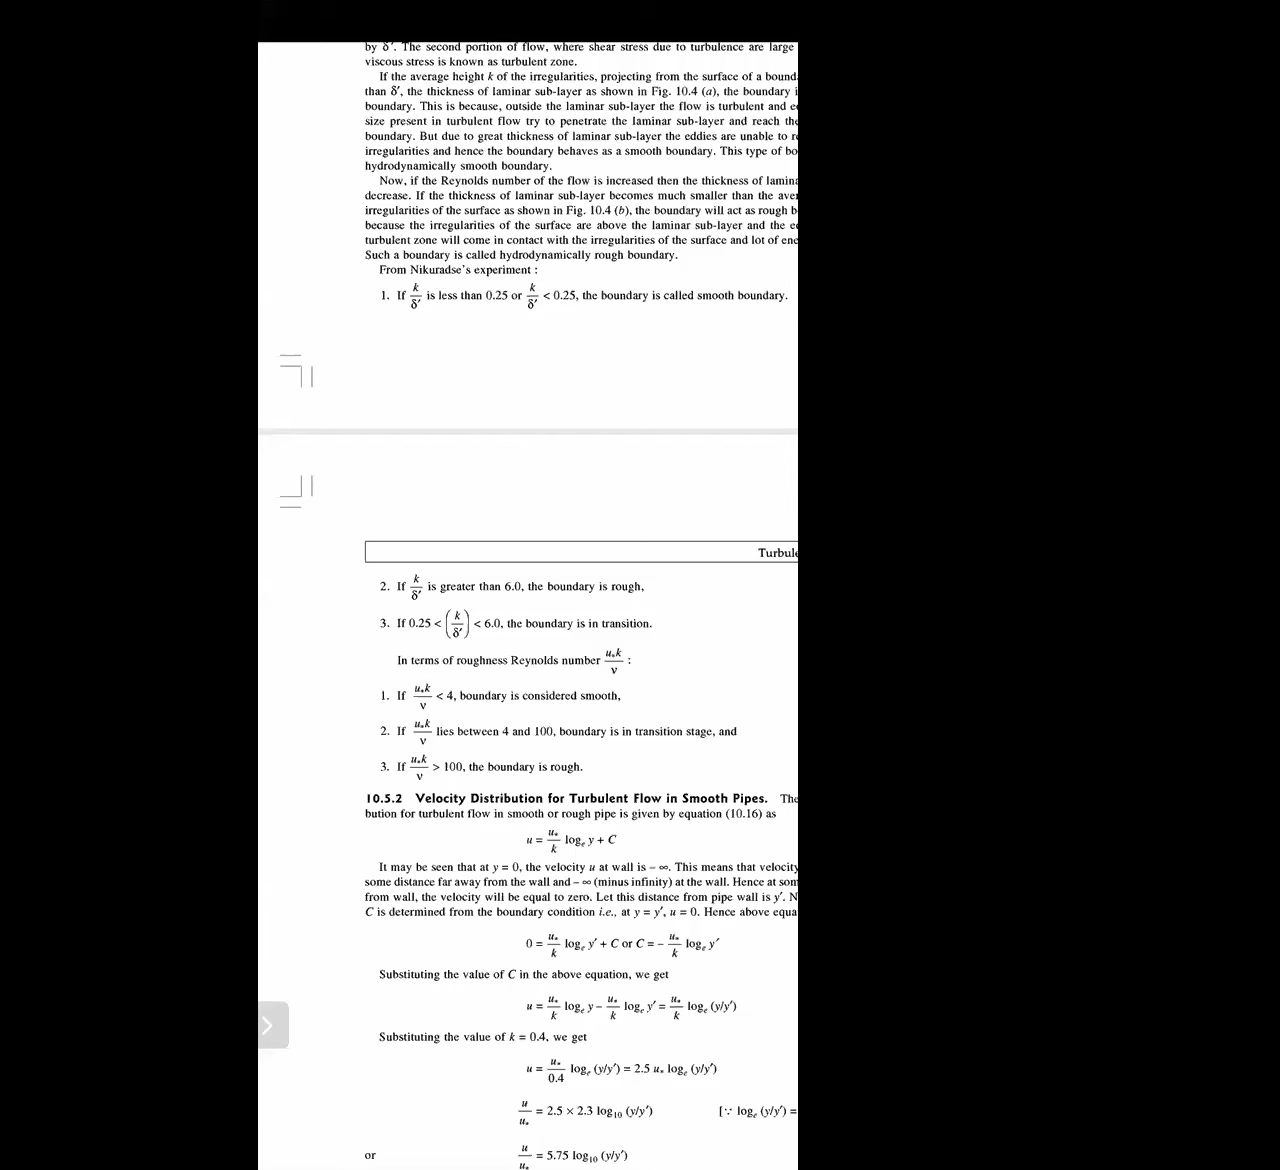 by δ′. The second portion of flow, where shear stress due to turbulence are large
viscous stress is known as turbulent zone.
If the average height k of the irregularities, projecting from the surface of a bound
than δ′, the thickness of laminar sub-layer as shown in Fig. 10.4 (a), the boundary i
boundary. This is because, outside the laminar sub-layer the flow is turbulent and e
size present in turbulent flow try to penetrate the laminar sub-layer and reach the
boundary. But due to great thickness of laminar sub-layer the eddies are unable to r
irregularities and hence the boundary behaves as a smooth boundary. This type of bo
hydrodynamically smooth boundary.
Now, if the Reynolds number of the flow is increased then the thickness of lamina
decrease. If the thickness of laminar sub-layer becomes much smaller than the aver
irregularities of the surface as shown in Fig. 10.4 (b), the boundary will act as rough b
because the irregularities of the surface are above the laminar sub-layer and the e
turbulent zone will come in contact with the irregularities of the surface and lot of ene
Such a boundary is called hydrodynamically rough boundary.
From Nikuradse's experiment :
1. If k/δ′ is less than 0.25 or k/δ′ < 0.25, the boundary is called smooth boundary.
Turbule
2. If k/δ′ is greater than 6.0, the boundary is rough,
3. If 0.25 < (k/δ′) < 6.0, the boundary is in transition.
In terms of roughness Reynolds number u*k/ν :
1. If u*k/ν < 4, boundary is considered smooth,
2. If u*k/ν lies between 4 and 100, boundary is in transition stage, and
3. If u*k/ν > 100, the boundary is rough.
10.5.2 Velocity Distribution for Turbulent Flow in Smooth Pipes. The
bution for turbulent flow in smooth or rough pipe is given by equation (10.16) as
u = u*/k logₑ y + C
It may be seen that at y = 0, the velocity u at wall is – ∞. This means that velocity
some distance far away from the wall and – ∞ (minus infinity) at the wall. Hence at som
from wall, the velocity will be equal to zero. Let this distance from pipe wall is y′. N
C is determined from the boundary condition i.e., at y = y′, u = 0. Hence above equa
0 = u*/k logₑ y′ + C or C = – u*/k logₑ y′
Substituting the value of C in the above equation, we get
u = u*/k logₑ y – u*/k logₑ y′ = u*/k logₑ (y/y′)
Substituting the value of k = 0.4, we get
u = u*/0.4 logₑ (y/y′) = 2.5 u* logₑ (y/y′)
u/u* = 2.5 × 2.3 log₁₀ (y/y′) [∵ logₑ (y/y′) =
or u/u* = 5.75 log₁₀ (y/y′)